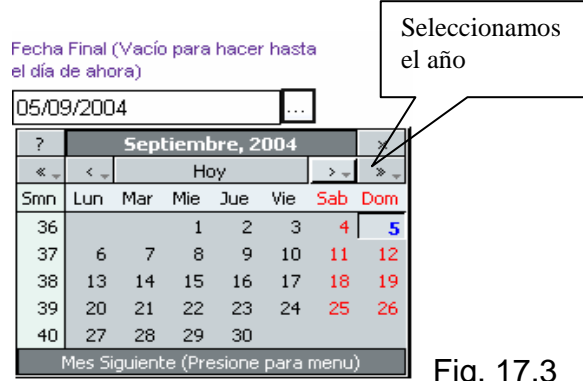 Seleccionamos
el año
Fecha Final (Vacío para hacer hasta
el día de ahora)
05/09/2004 ...
? Septiembre, 2004 ×
« < Hoy > »
Smn Lun Mar Mie Jue Vie Sab Dom
36 1 2 3 4 5
37 6 7 8 9 10 11 12
38 13 14 15 16 17 18 19
39 20 21 22 23 24 25 26
40 27 28 29 30
Mes Siguiente (Presione para menu)
Fig. 17.3